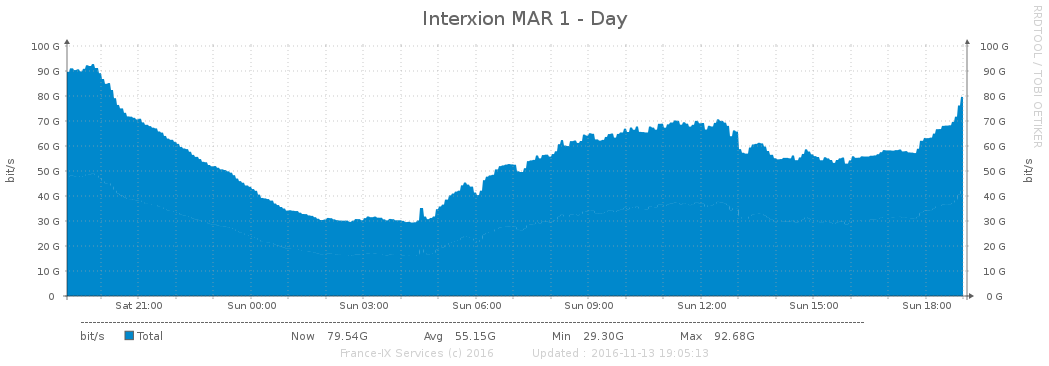 Interxion MAR 1 - Day
RRDTOOL / TOBI OETIKER
100 G 100 G
90 G 90 G
80 G 80 G
70 G 70 G
60 G 60 G
50 G 50 G
40 G 40 G
30 G 30 G
20 G 20 G
10 G 10 G
0 0 G
bit/s bit/s
Sat 21:00 Sun 00:00 Sun 03:00 Sun 06:00 Sun 09:00 Sun 12:00 Sun 15:00 Sun 18:00
bit/s Total Now 79.54G Avg 55.15G Min 29.30G Max 92.68G
France-IX Services (c) 2016 Updated : 2016-11-13 19:05:13